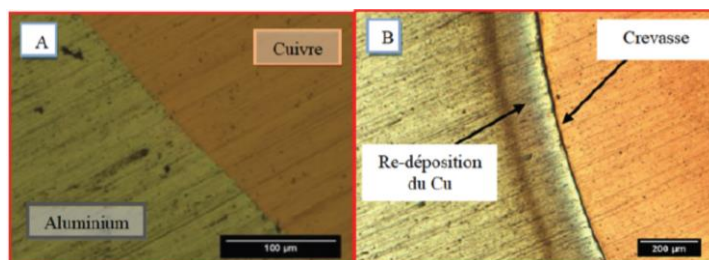 A
Cuivre
Aluminium
100 µm
B
Crevasse
Re-déposition
du Cu
200 µm